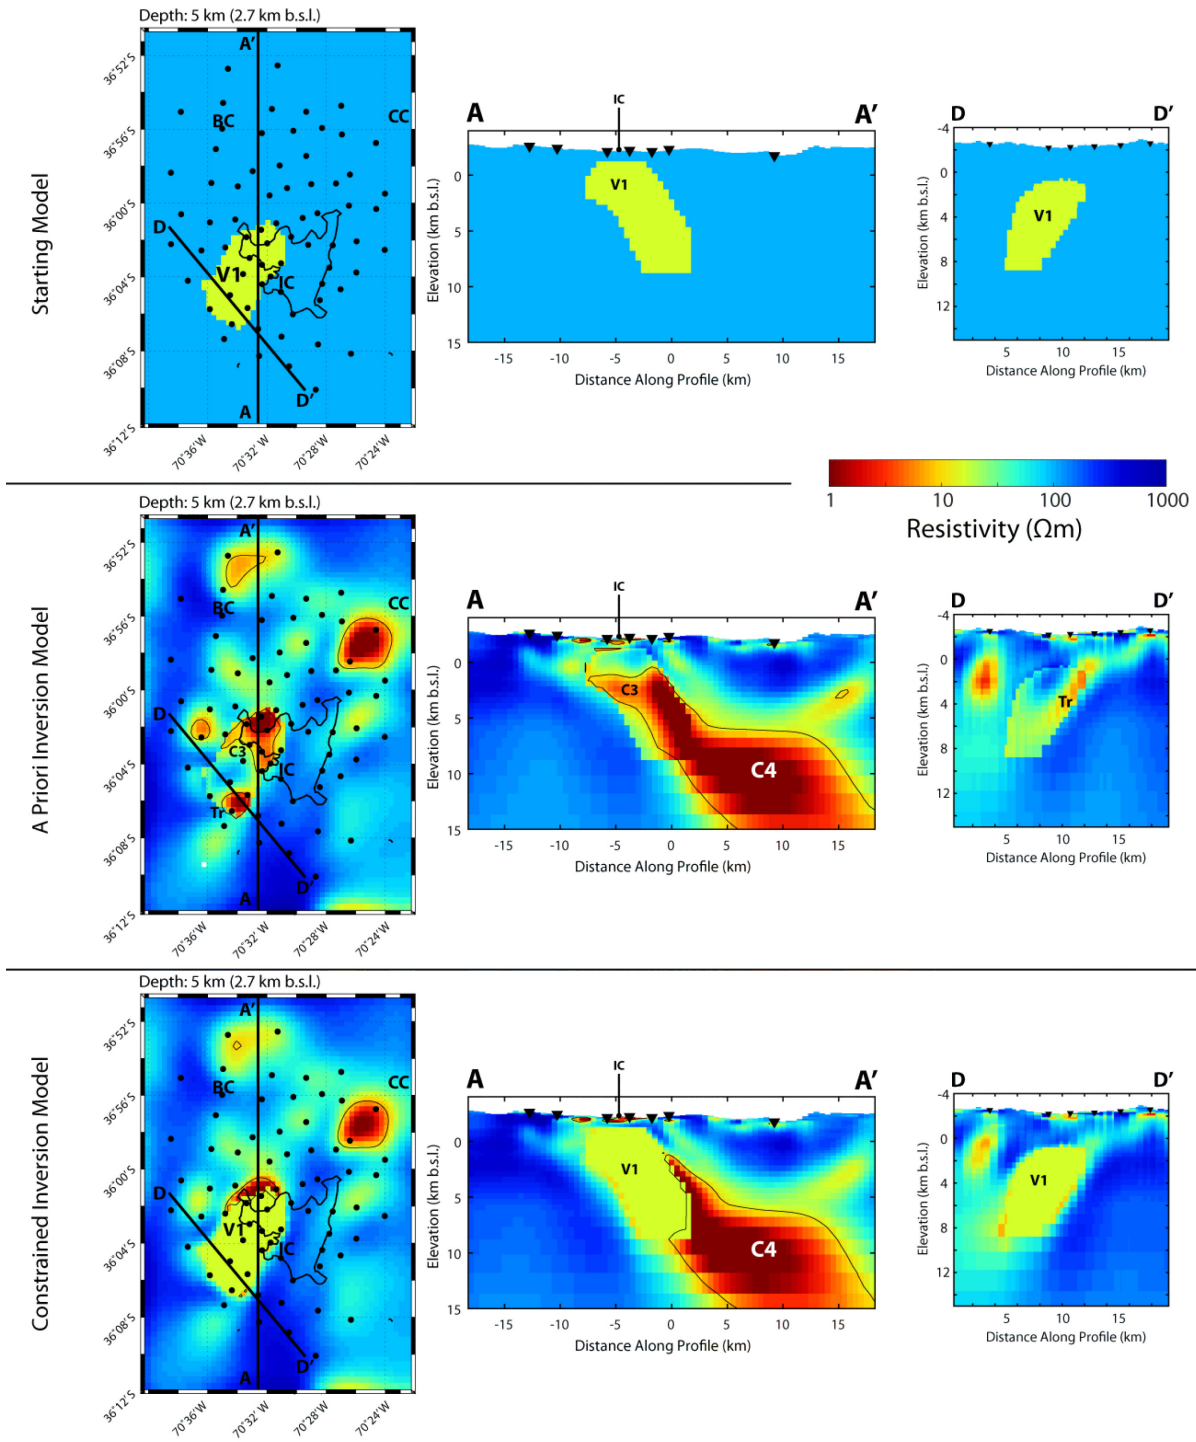 Starting Model
Depth: 5 km (2.7 km b.s.l.)
A'
BC
CC
D
V1
IC
D'
A
36°52'S
36°56'S
36°00'S
36°04'S
36°08'S
36°12'S
70°36'W
70°32' W
70°28'W
70°24'W
A
IC
A'
V1
Elevation (km b.s.l.)
0
5
10
15
-15
-10
-5
0
5
10
15
Distance Along Profile (km)
D
D'
V1
Elevation (km b.s.l.)
-4
0
4
8
12
5
10
15
Distance Along Profile (km)
1
10
100
1000
Resistivity (Ωm)
A Priori Inversion Model
Depth: 5 km (2.7 km b.s.l.)
A'
BC
CC
D
C3
IC
Tr
D'
A
36°52'S
36°56'S
36°00'S
36°04'S
36°08'S
36°12'S
70°36'W
70°32' W
70°28'W
70°24'W
A
IC
A'
C3
C4
Elevation (km b.s.l.)
0
5
10
15
-15
-10
-5
0
5
10
15
Distance Along Profile (km)
D
D'
Tr
Elevation (km b.s.l.)
-4
0
4
8
12
5
10
15
Distance Along Profile (km)
Constrained Inversion Model
Depth: 5 km (2.7 km b.s.l.)
A'
BC
CC
D
V1
IC
D'
A
36°52'S
36°56'S
36°00'S
36°04'S
36°08'S
36°12'S
70°36'W
70°32' W
70°28'W
70°24'W
A
IC
A'
V1
C4
Elevation (km b.s.l.)
0
5
10
15
-15
-10
-5
0
5
10
15
Distance Along Profile (km)
D
D'
V1
Elevation (km b.s.l.)
-4
0
4
8
12
5
10
15
Distance Along Profile (km)